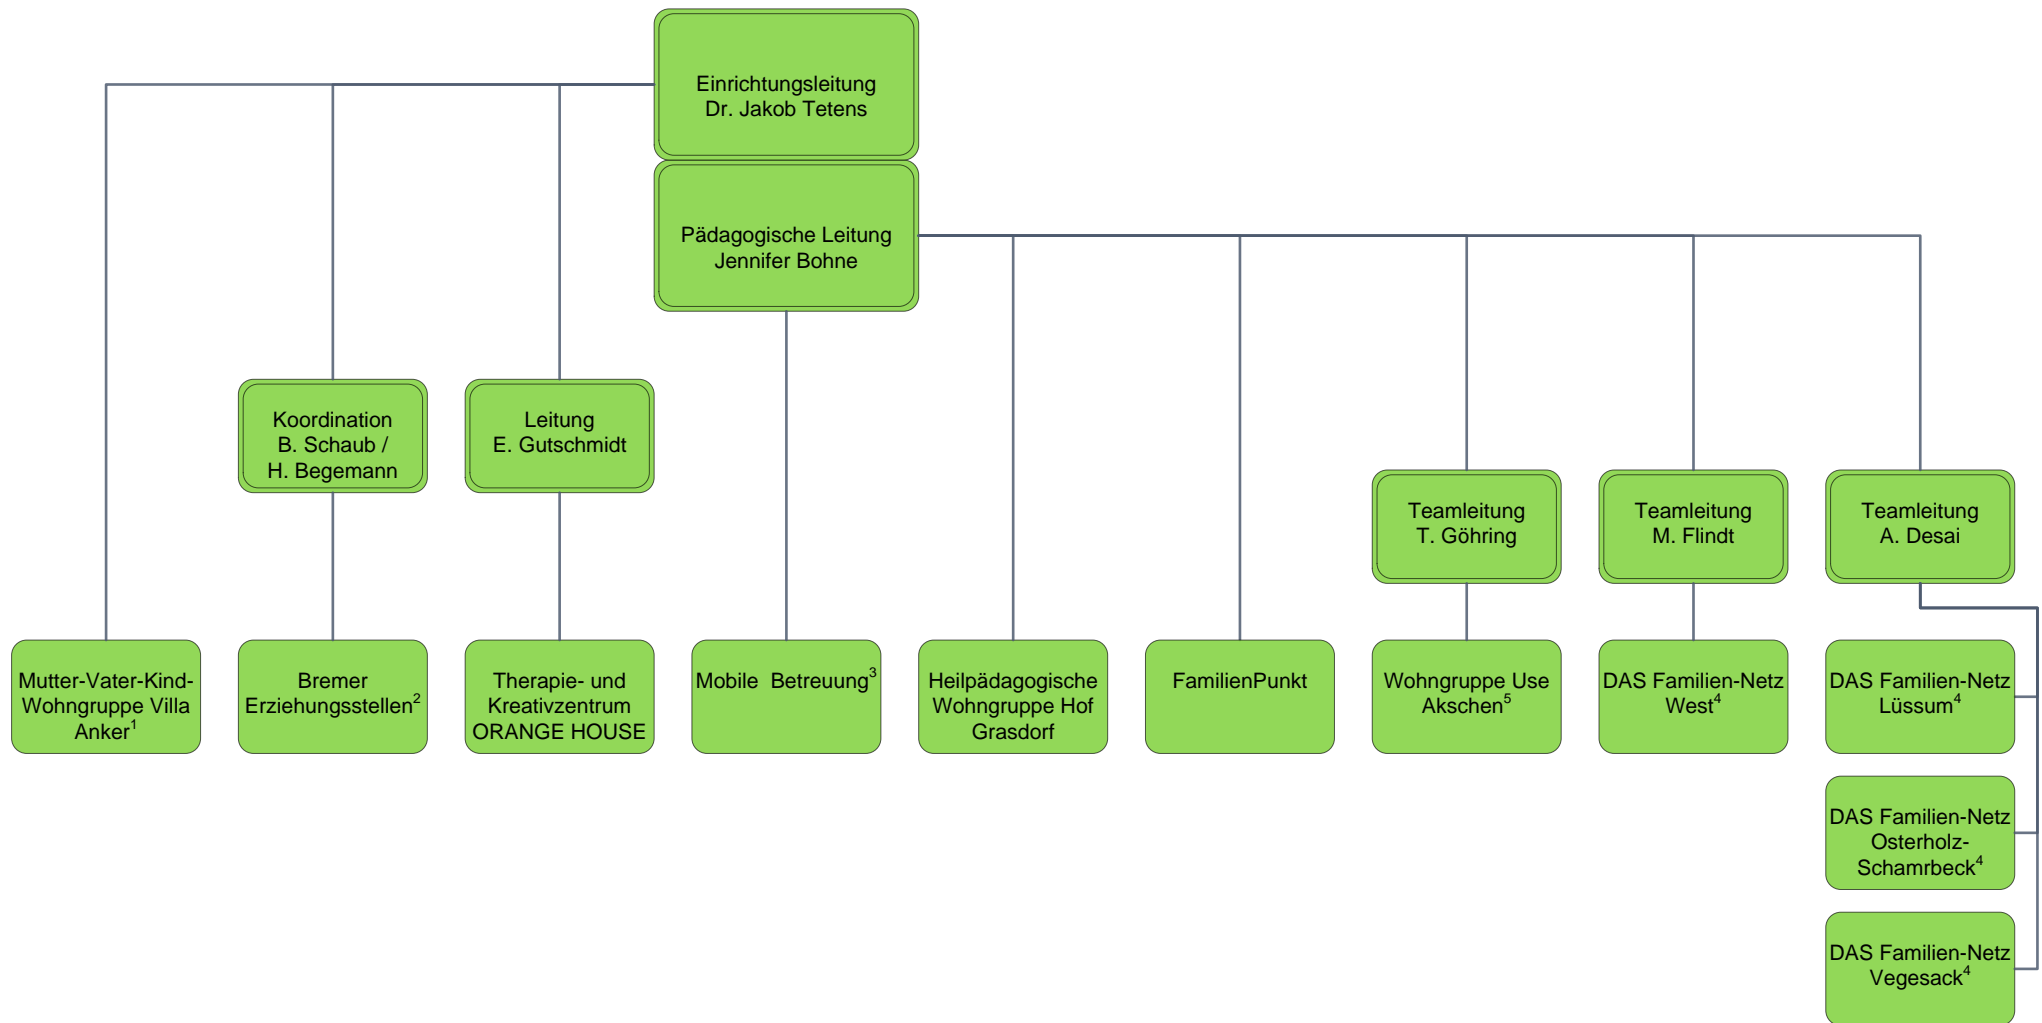 Einrichtungsleitung
Dr. Jakob Tetens
Pädagogische Leitung
Jennifer Bohne
Koordination
B. Schaub /
H. Begemann
Leitung
E. Gutschmidt
Teamleitung
T. Göhring
Teamleitung
M. Flindt
Teamleitung
A. Desai
Mutter-Vater-Kind-
Wohngruppe Villa
Anker¹
Bremer
Erziehungsstellen²
Therapie- und
Kreativzentrum
ORANGE HOUSE
Mobile  Betreuung³
Heilpädagogische
Wohngruppe Hof
Grasdorf
FamilienPunkt
Wohngruppe Use
Akschen⁵
DAS Familien-Netz
West⁴
DAS Familien-Netz
Lüssum⁴
DAS Familien-Netz
Osterholz-
Schamrbeck⁴
DAS Familien-Netz
Vegesack⁴